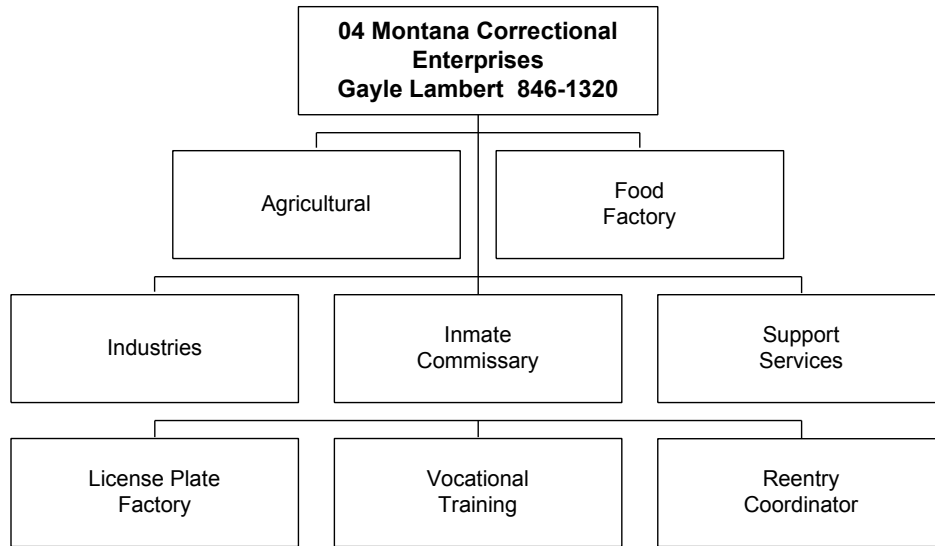 04 Montana Correctional
Enterprises
Gayle Lambert  846-1320
Agricultural
Food
Factory
Industries
Inmate
Commissary
Support
Services
License Plate
Factory
Vocational
Training
Reentry
Coordinator